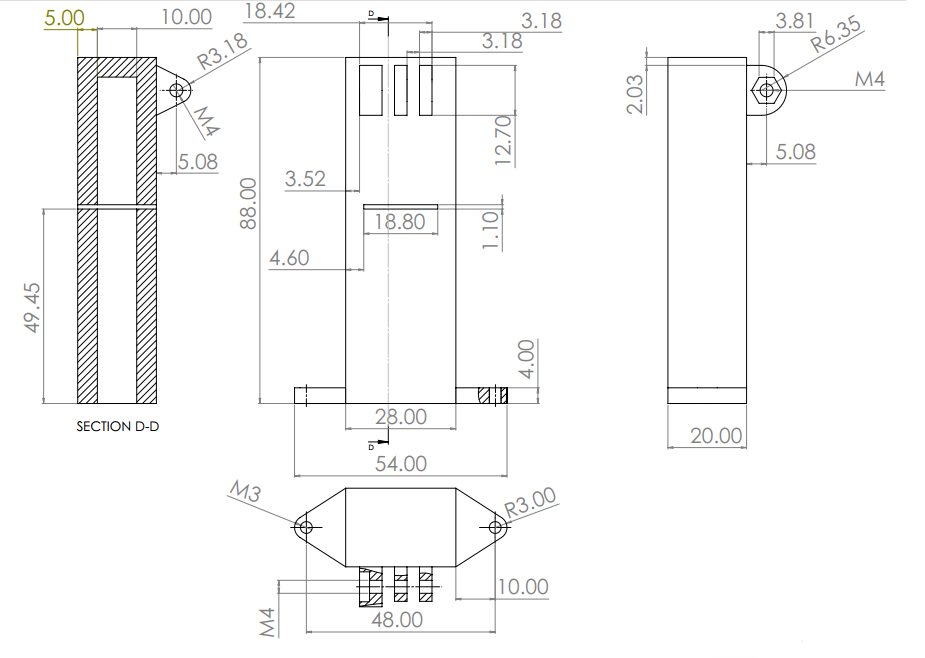 5.00
10.00
18.42
D
3.18
3.18
3.81
R6.35
R3.18
M4
5.08
2.03
M4
5.08
12.70
3.52
88.00
18.80
1.10
4.60
49.45
4.00
SECTION D-D
28.00
D
54.00
20.00
M3
R3.00
10.00
M4
48.00